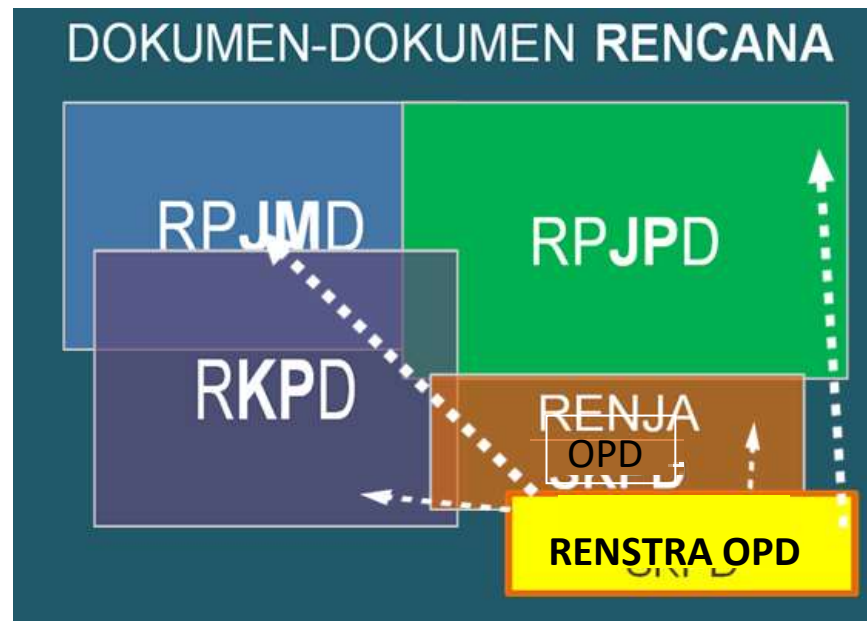 DOKUMEN-DOKUMEN RENCANA
RPJMD
RPJPD
RKPD
RENJA
OPD
RENSTRA OPD